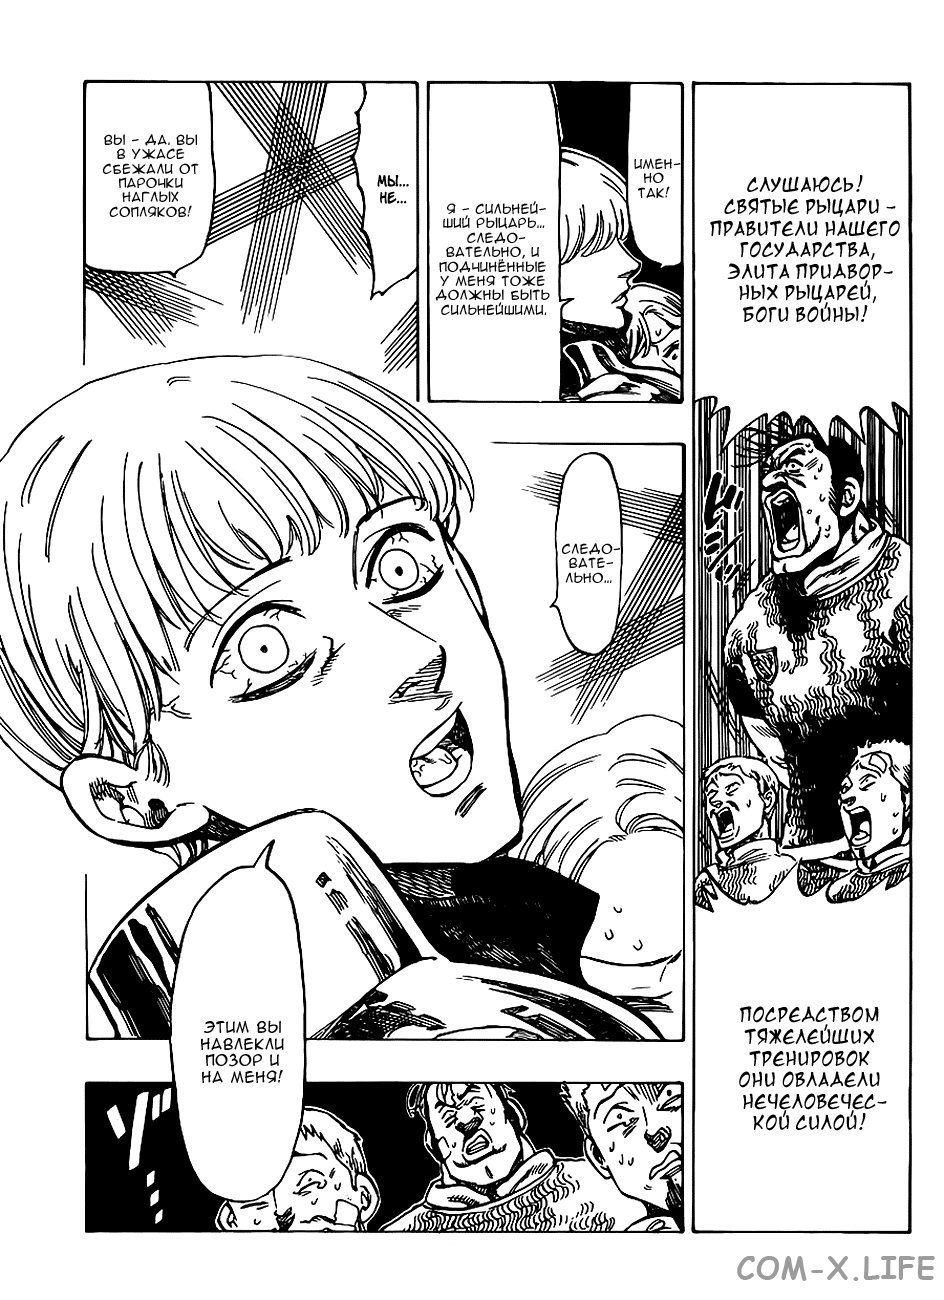 СЛУШАЮСЬ!
СВЯТЫЕ РЫЦАРИ –
ПРАВИТЕЛИ НАШЕГО
ГОСУДАРСТВА,
ЭЛИТА ПРИДВОР-
НЫХ РЫЦАРЕЙ,
БОГИ ВОЙНЫ!
ПОСРЕДСТВОМ
ТЯЖЕЛЕЙШИХ
ТРЕНИРОВОК
ОНИ ОВЛАДЕЛИ
НЕЧЕЛОВЕЧЕС-
КОЙ СИЛОЙ!
ИМЕН-
НО
ТАК!
Я – СИЛЬНЕЙ-
ШИЙ РЫЦАРЬ...
СЛЕДО-
ВАТЕЛЬНО, И
ПОДЧИНЁННЫЕ
У МЕНЯ ТОЖЕ
ДОЛЖНЫ БЫТЬ
СИЛЬНЕЙШИМИ.
МЫ...
НЕ...
ВЫ – ДА. ВЫ
В УЖАСЕ
СБЕЖАЛИ ОТ
ПАРОЧКИ
НАГЛЫХ
СОПЛЯКОВ!
СЛЕДО-
ВАТЕ-
ЛЬНО...
ЭТИМ ВЫ
НАВЛЕКЛИ
ПОЗОР И
НА МЕНЯ!
COM-X.LIFE